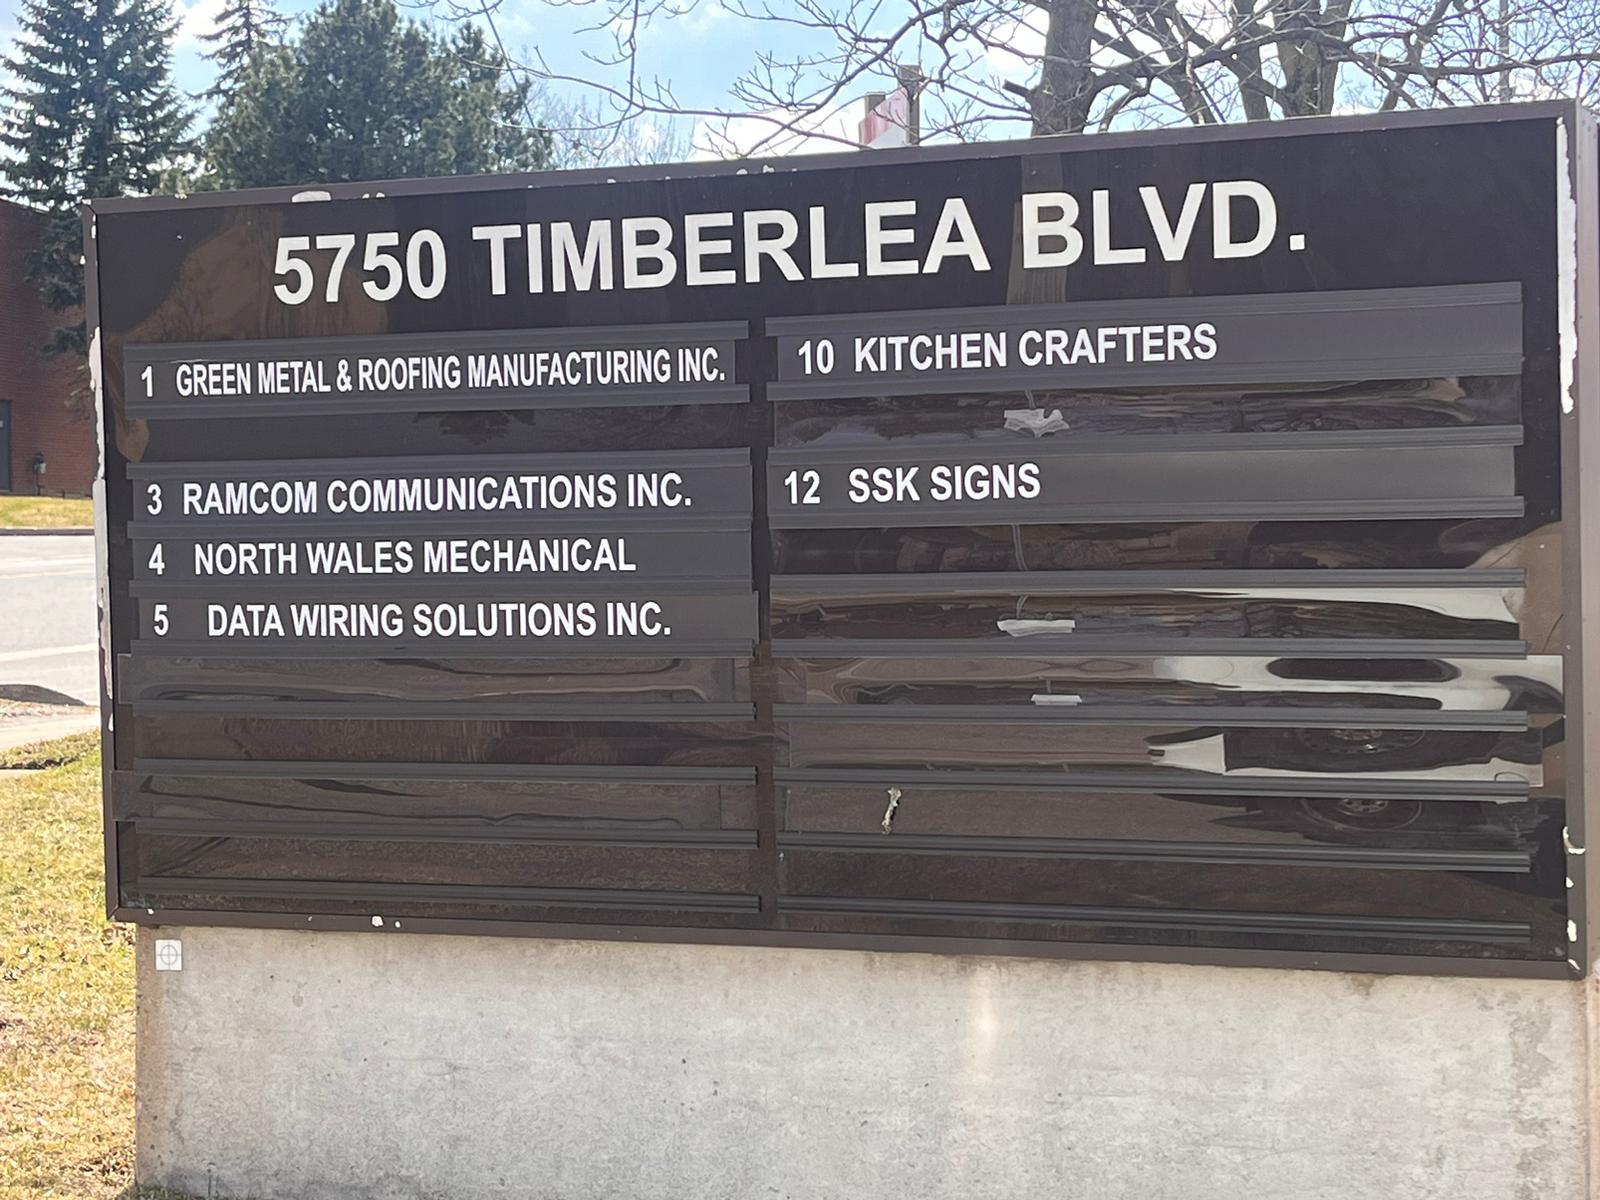 5750 TIMBERLEA BLVD.
1 GREEN METAL & ROOFING MANUFACTURING INC.
3 RAMCOM COMMUNICATIONS INC.
4 NORTH WALES MECHANICAL
5 DATA WIRING SOLUTIONS INC.
10 KITCHEN CRAFTERS
12 SSK SIGNS